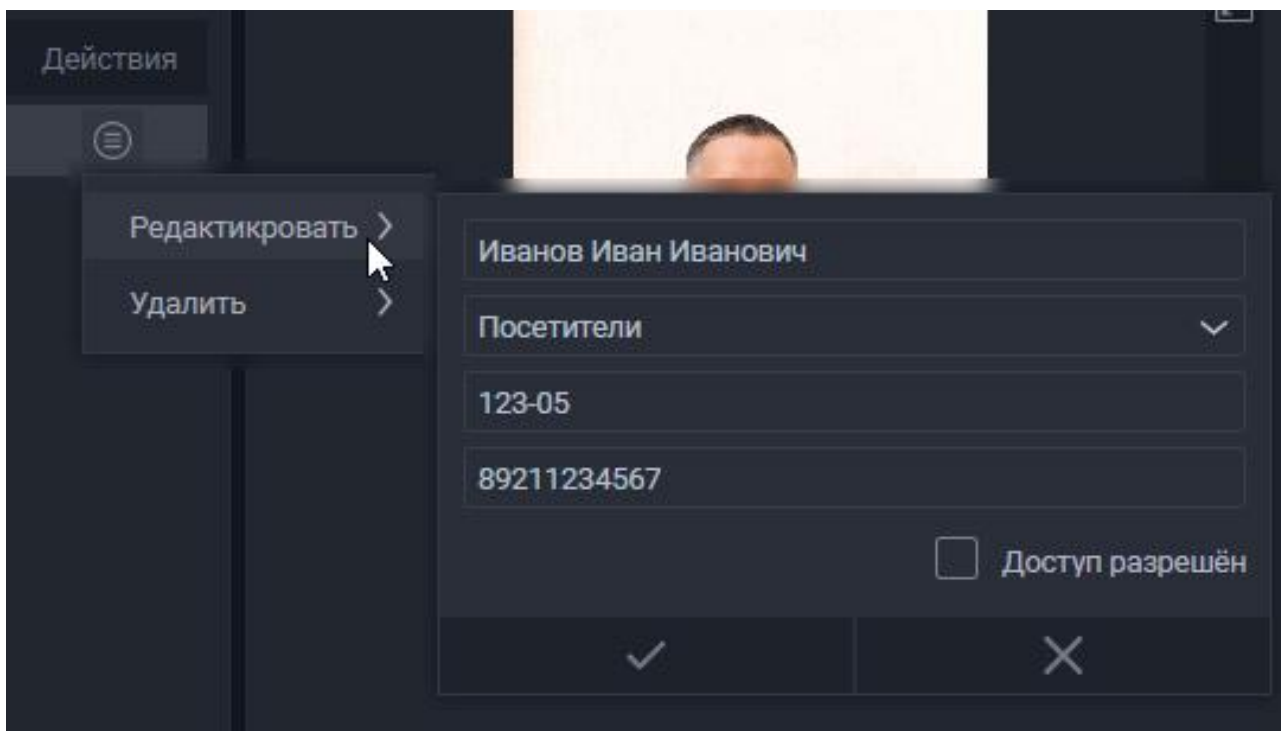 Действия
Редактикровать
Удалить
Иванов Иван Иванович
Посетители
123-05
89211234567
Доступ разрешён